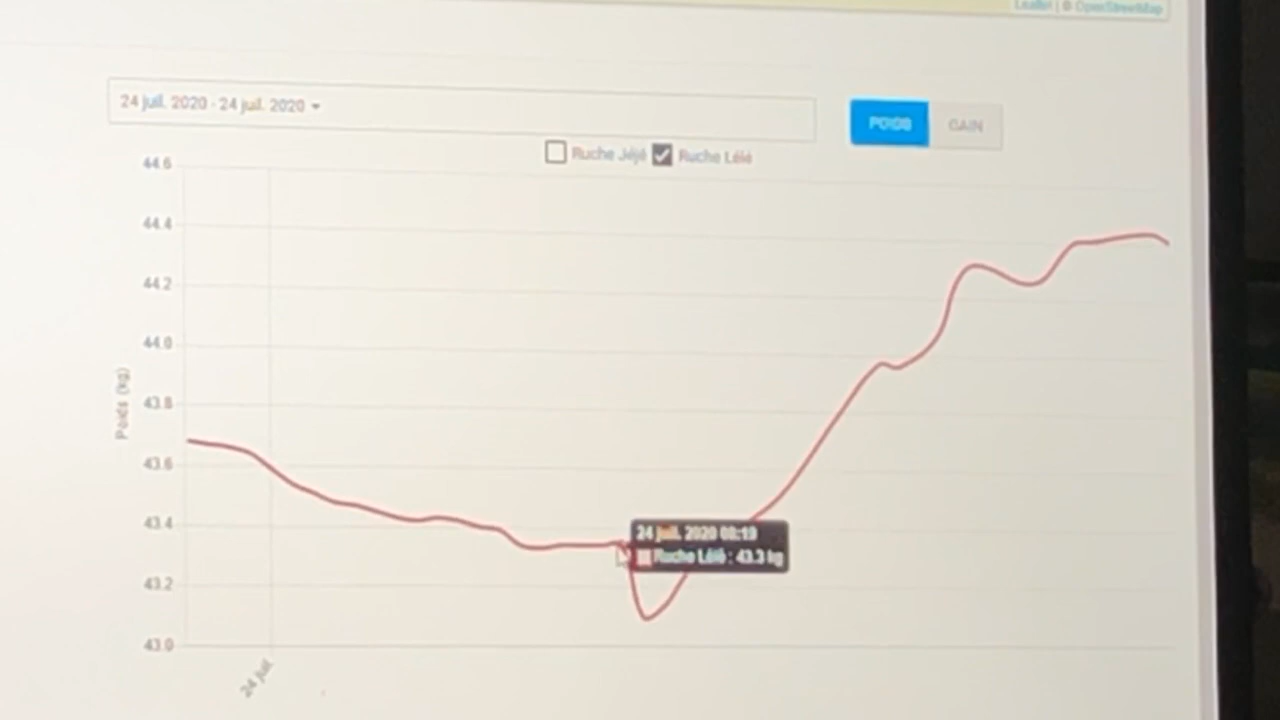 Leaflet | © OpenStreetMap
24 juil. 2020 - 24 juil. 2020
POIDS GAIN
Ruche Jéjé Ruche Lélé
44.6
44.4
44.2
44.0
43.8
43.6
43.4
43.2
43.0
Poids (kg)
24 juil. 2020 08:19
Ruche Lélé : 43.3 kg
24 juil.